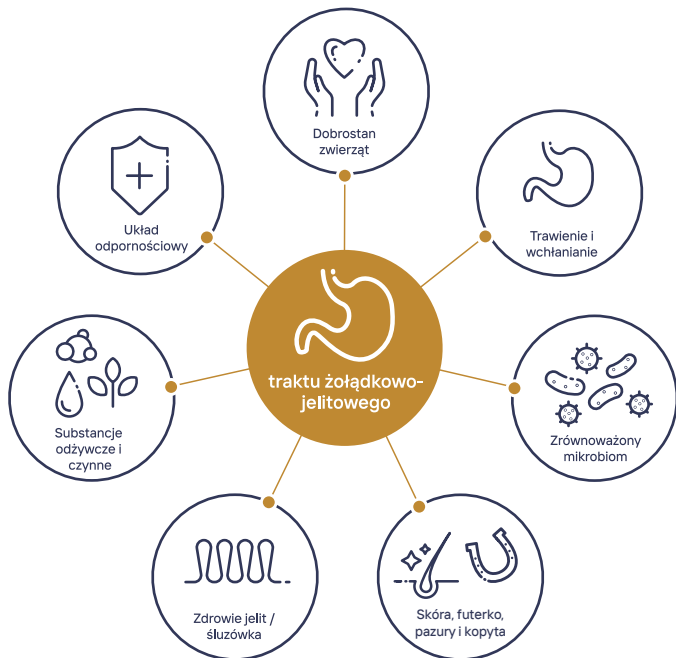 Dobrostan
zwierząt
Układ
odpornościowy
Trawienie i
wchłanianie
traktu żołądkowo-
jelitowego
Substancje
odżywcze i
czynne
Zrównoważony
mikrobiom
Zdrowie jelit /
śluzówka
Skóra, futerko,
pazury i kopyta